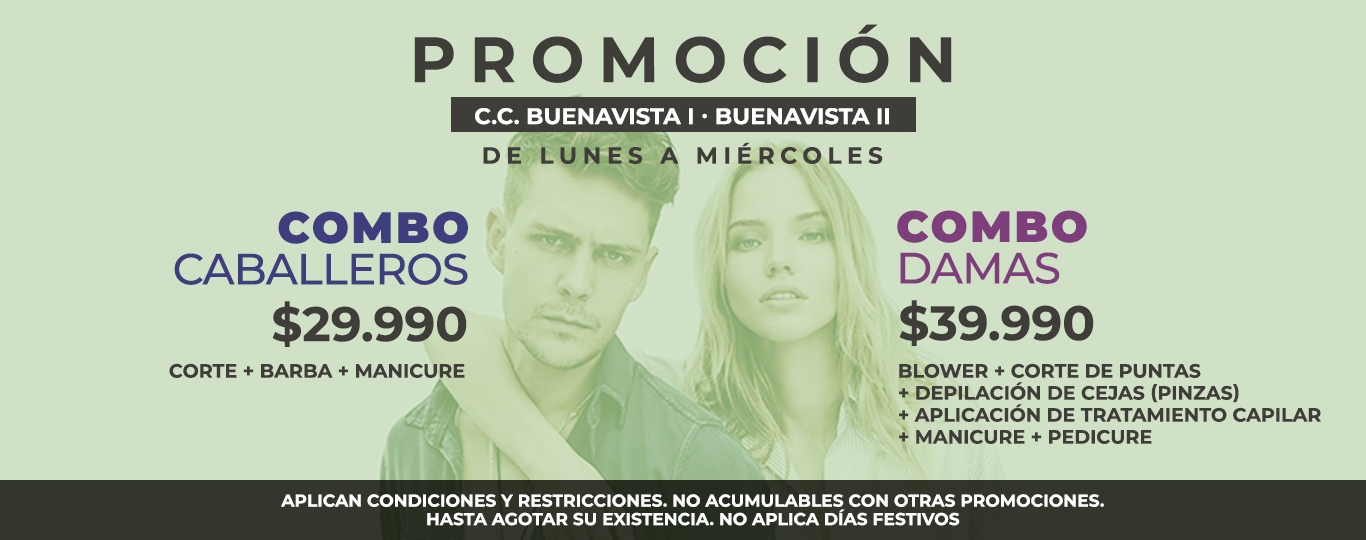 PROMOCIÓN
C.C. BUENAVISTA I · BUENAVISTA II
DE LUNES A MIÉRCOLES
COMBO
CABALLEROS
$29.990
CORTE + BARBA + MANICURE
COMBO
DAMAS
$39.990
BLOWER + CORTE DE PUNTAS
+ DEPILACIÓN DE CEJAS (PINZAS)
+ APLICACIÓN DE TRATAMIENTO CAPILAR
+ MANICURE + PEDICURE
APLICAN CONDICIONES Y RESTRICCIONES. NO ACUMULABLES CON OTRAS PROMOCIONES.
HASTA AGOTAR SU EXISTENCIA. NO APLICA DÍAS FESTIVOS